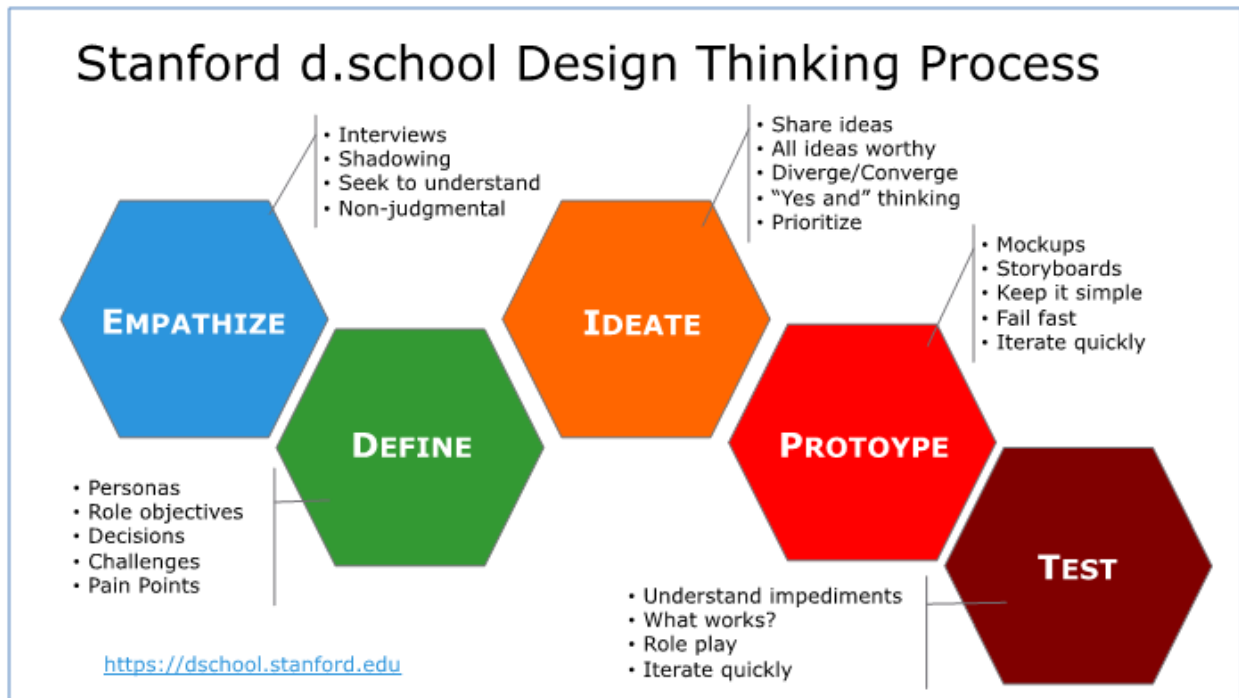 Stanford d.school Design Thinking Process
• Interviews
• Shadowing
• Seek to understand
• Non-judgmental
EMPATHIZE
• Personas
• Role objectives
• Decisions
• Challenges
• Pain Points
DEFINE
• Share ideas
• All ideas worthy
• Diverge/Converge
• “Yes and” thinking
• Prioritize
IDEATE
• Mockups
• Storyboards
• Keep it simple
• Fail fast
• Iterate quickly
PROTOYPE
• Understand impediments
• What works?
• Role play
• Iterate quickly
TEST
https://dschool.stanford.edu